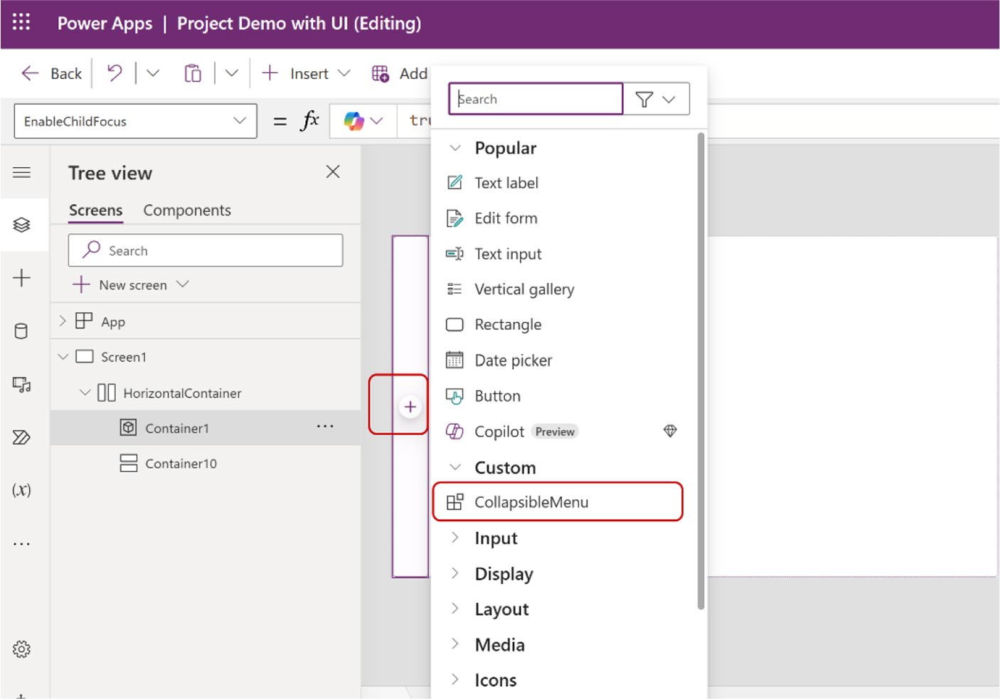 Power Apps | Project Demo with UI (Editing)
Back
Insert
Add
Search
EnableChildFocus
= fx
Popular
Tree view
Text label
Screens Components
Edit form
Search
Text input
New screen
Vertical gallery
App
Rectangle
Screen1
Date picker
HorizontalContainer
Button
Container1 ...
Copilot Preview
Container10
Custom
(x)
CollapsibleMenu
Input
...
Display
Layout
Media
Icons